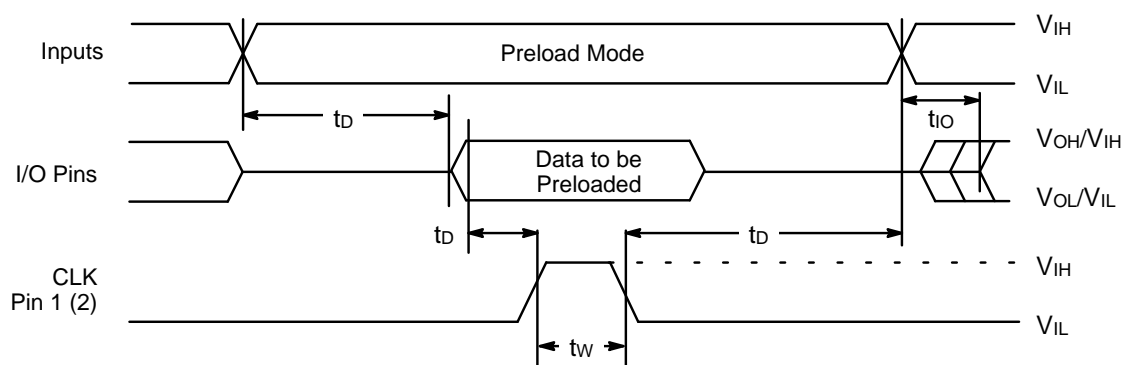 Inputs
Preload Mode
VIH
VIL
tD
tIO
I/O Pins
Data to be
Preloaded
VOH/VIH
VOL/VIL
tD
tD
CLK
Pin 1 (2)
VIH
VIL
tW